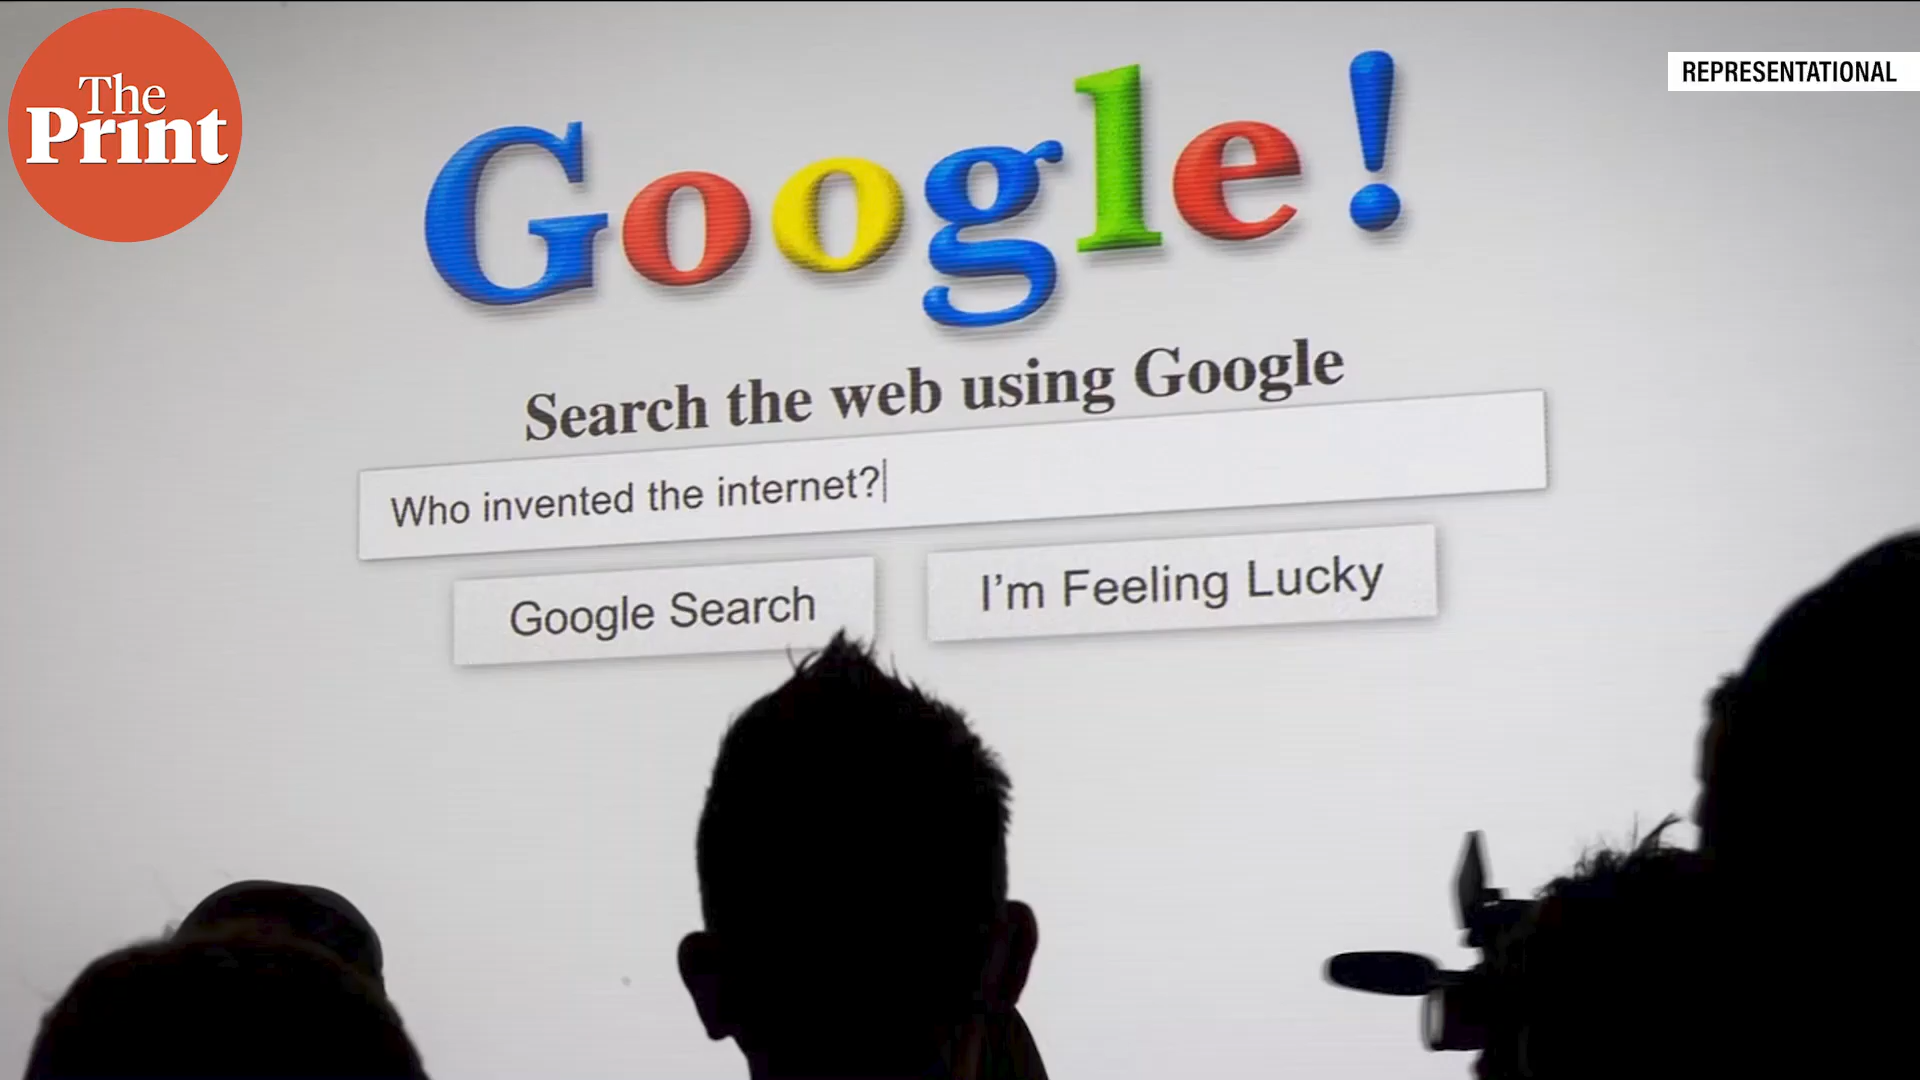 The
Print
REPRESENTATIONAL
Google!
Search the web using Google
Who invented the internet?
Google Search
I'm Feeling Lucky